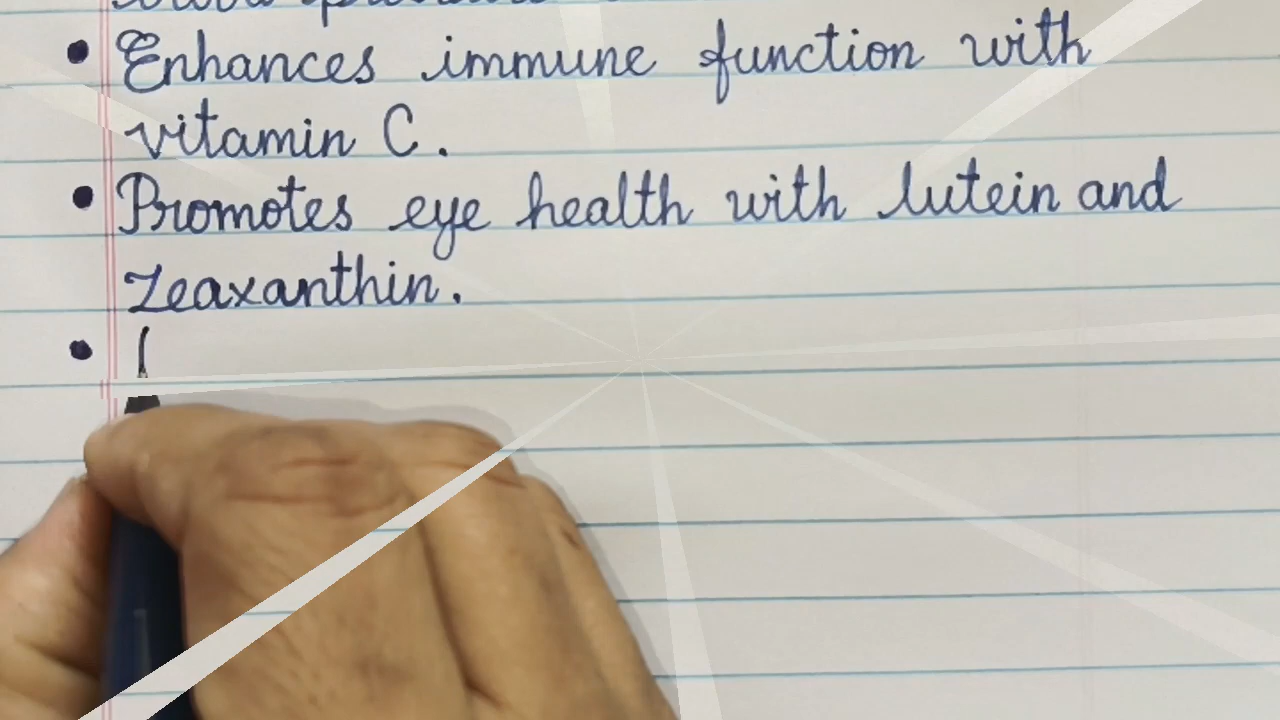 • Enhances immune function with
vitamin C.
• Promotes eye health with lutein and
zeaxanthin.
•